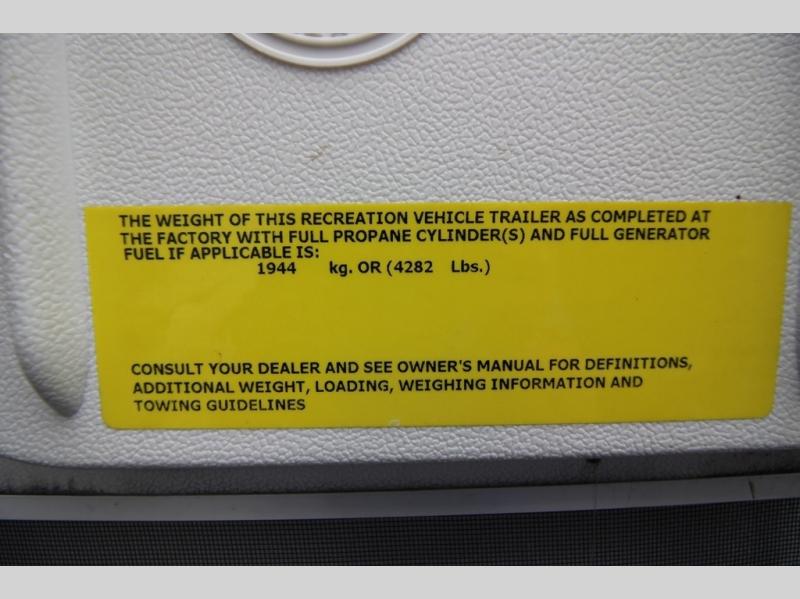 THE WEIGHT OF THIS RECREATION VEHICLE TRAILER AS COMPLETED AT
THE FACTORY WITH FULL PROPANE CYLINDER(S) AND FULL GENERATOR
FUEL IF APPLICABLE IS:
1944 kg. OR (4282 Lbs.)
CONSULT YOUR DEALER AND SEE OWNER'S MANUAL FOR DEFINITIONS,
ADDITIONAL WEIGHT, LOADING, WEIGHING INFORMATION AND
TOWING GUIDELINES